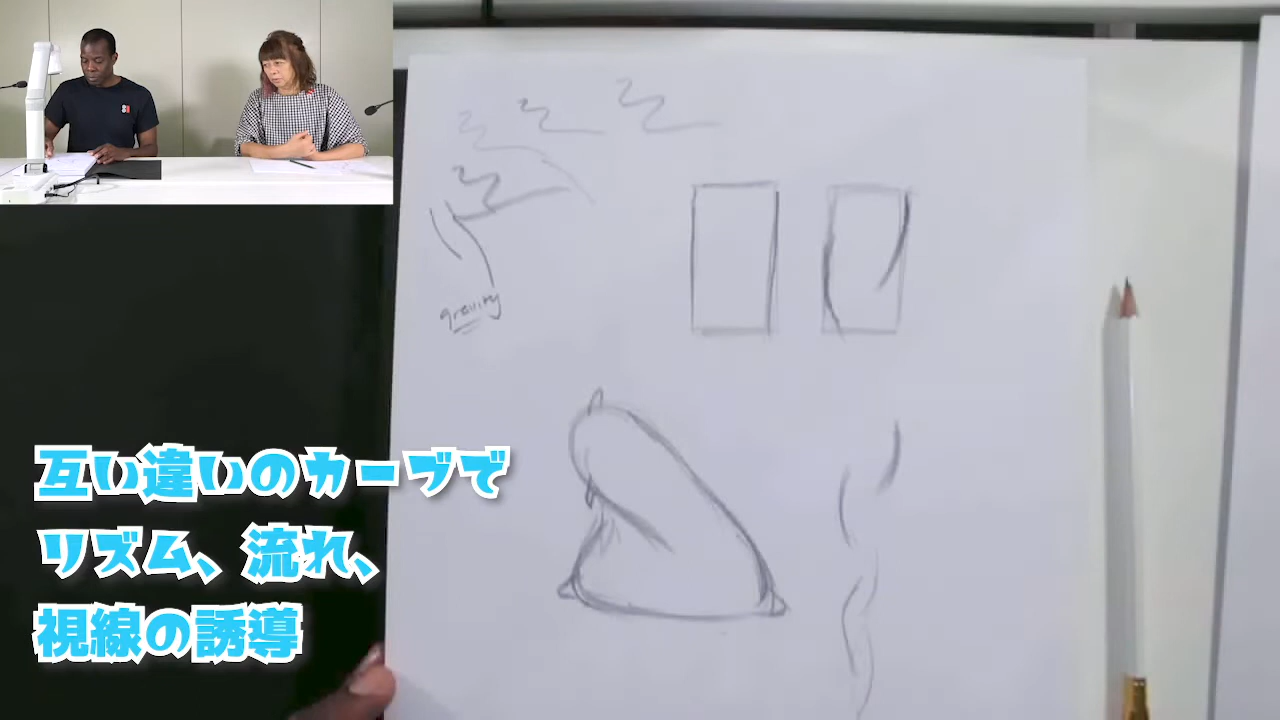 gravity
互い違いのカーブで
リズム、流れ、
視線の誘導